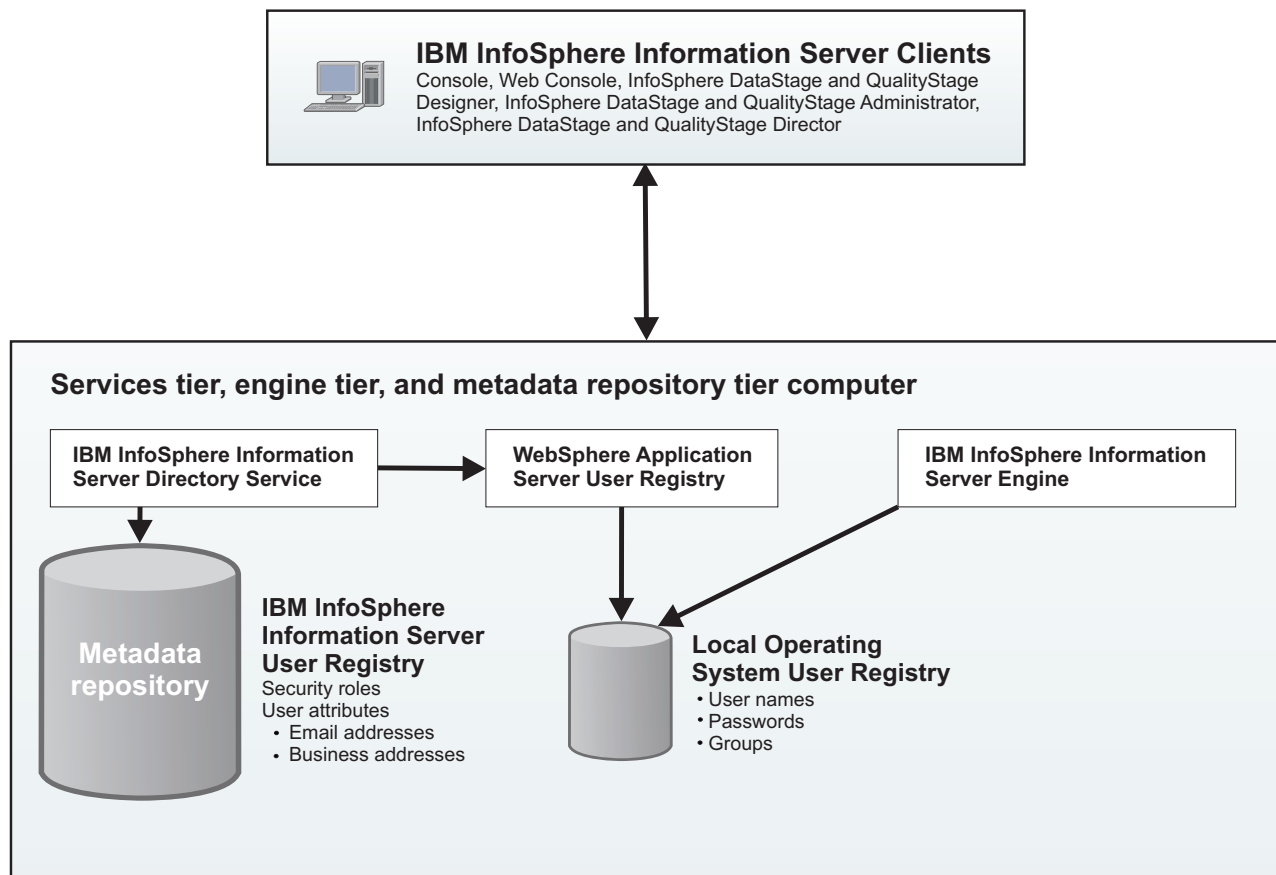 IBM InfoSphere Information Server Clients
Console, Web Console, InfoSphere DataStage and QualityStage
Designer, InfoSphere DataStage and QualityStage Administrator,
InfoSphere DataStage and QualityStage Director
Services tier, engine tier, and metadata repository tier computer
IBM InfoSphere Information
Server Directory Service
WebSphere Application
Server User Registry
IBM InfoSphere Information
Server Engine
Metadata
repository
IBM InfoSphere
Information Server
User Registry
Security roles
User attributes
• Email addresses
• Business addresses
Local Operating
System User Registry
• User names
• Passwords
• Groups